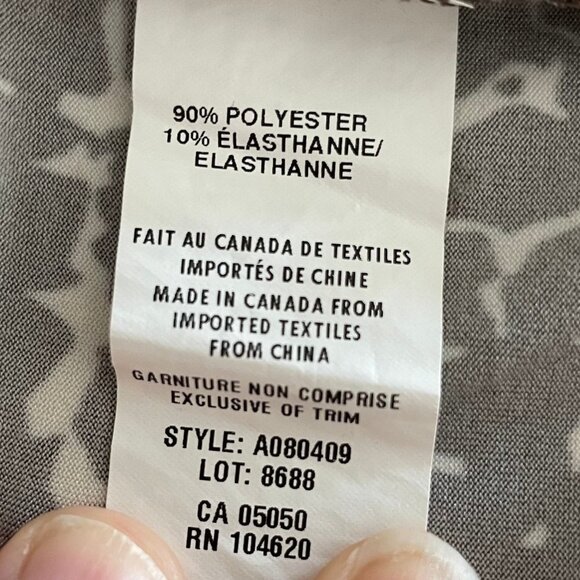 90% POLYESTER
10% ÉLASTHANNE/
ELASTHANNE
FAIT AU CANADA DE TEXTILES
IMPORTÉS DE CHINE
MADE IN CANADA FROM
IMPORTED TEXTILES
FROM CHINA
GARNITURE NON COMPRISE
EXCLUSIVE OF TRIM
STYLE: A080409
LOT: 8688
CA 05050
RN 104620